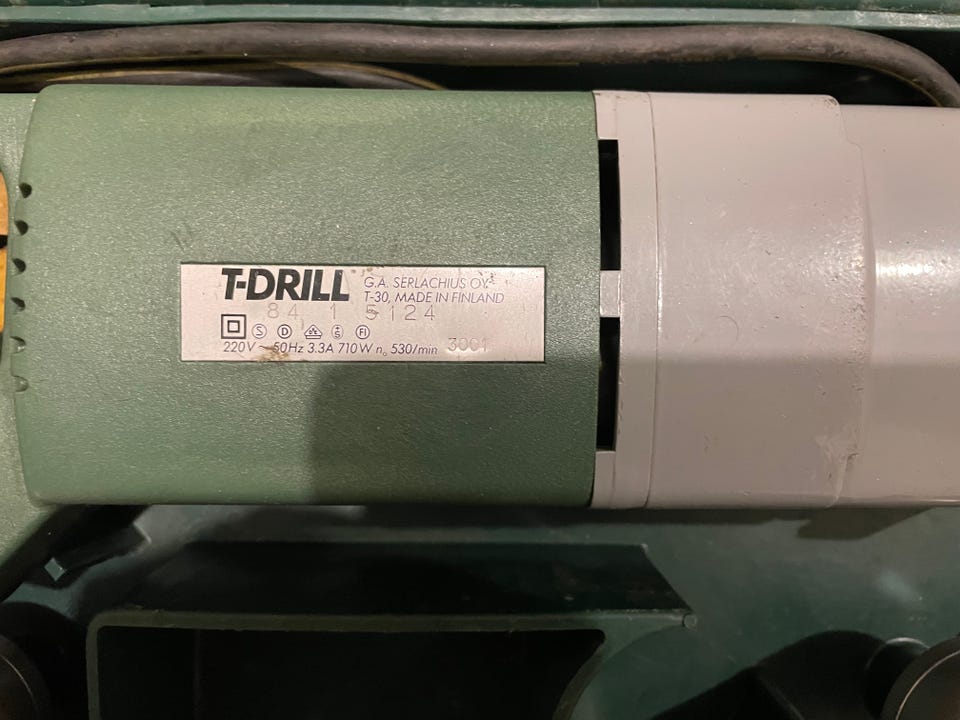 T-DRILL G.A. SERLACHIUS OY
T-30, MADE IN FINLAND
84 1 5124
S D S FI
220V ~ 50Hz 3.3A 710W n₀ 530/min 3001